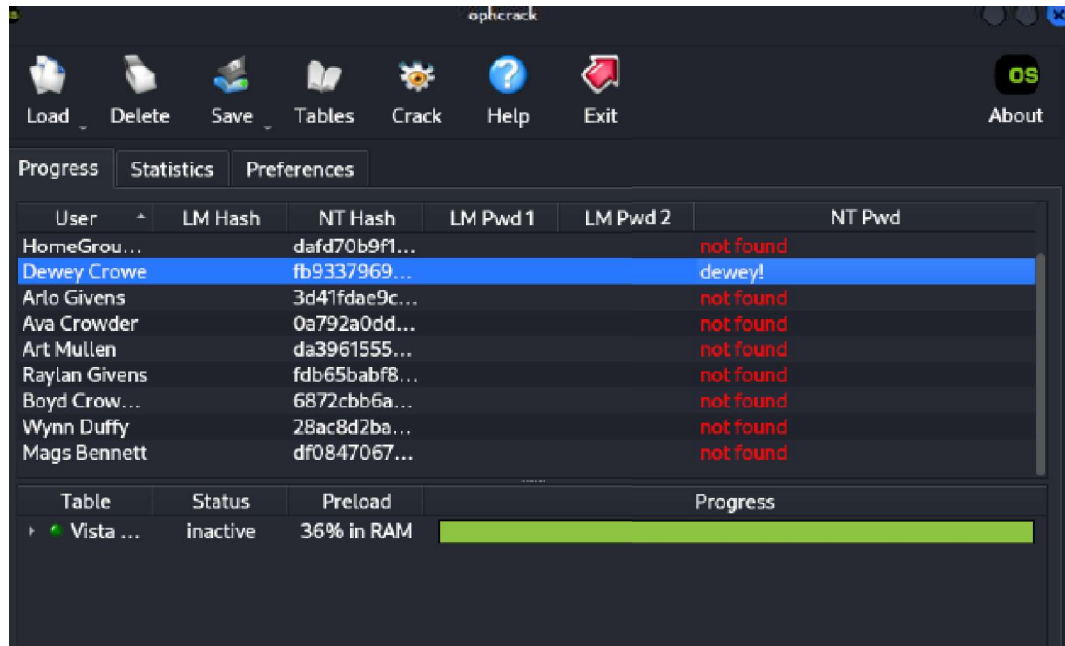 ophcrack
Load Delete Save Tables Crack Help Exit OS About
Progress Statistics Preferences
User LM Hash NT Hash LM Pwd 1 LM Pwd 2 NT Pwd
HomeGrou... dafd70b9f1... not found
Dewey Crowe fb9337969... dewey!
Arlo Givens 3d41fdae9c... not found
Ava Crowder 0a792a0dd... not found
Art Mullen da3961555... not found
Raylan Givens fdb65babf8... not found
Boyd Crow... 6872cbb6a... not found
Wynn Duffy 28ac8d2ba... not found
Mags Bennett df0847067... not found
Table Status Preload Progress
Vista ... inactive 36% in RAM